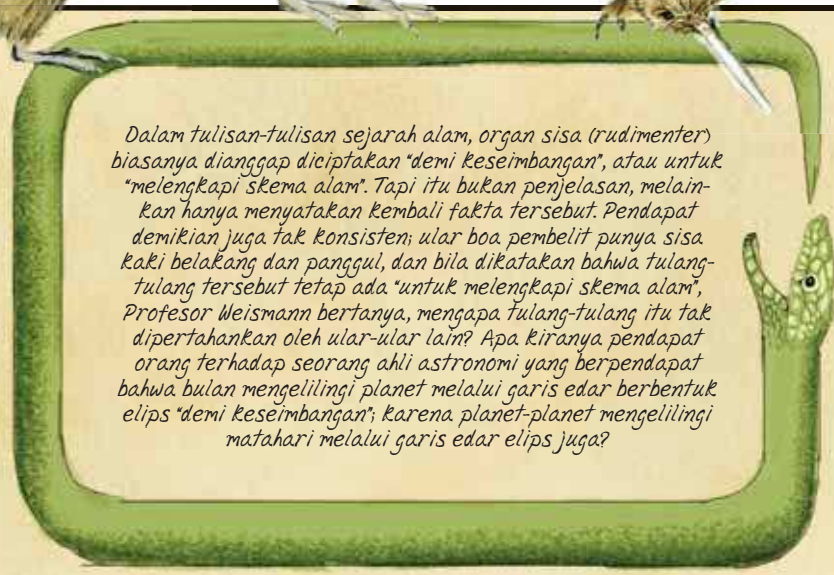 Dalam tulisan-tulisan sejarah alam, organ sisa (rudimenter)
biasanya dianggap diciptakan “demi keseimbangan”, atau untuk
“melengkapi skema alam”. Tapi itu bukan penjelasan, melain-
kan hanya menyatakan kembali fakta tersebut. Pendapat
demikian juga tak konsisten; ular boa pembelit punya sisa
kaki belakang dan panggul, dan bila dikatakan bahwa tulang-
tulang tersebut tetap ada “untuk melengkapi skema alam”,
Profesor Weismann bertanya, mengapa tulang-tulang itu tak
dipertahankan oleh ular-ular lain? Apa kiranya pendapat
orang terhadap seorang ahli astronomi yang berpendapat
bahwa bulan mengelilingi planet melalui garis edar berbentuk
elips “demi keseimbangan”; karena planet-planet mengelilingi
matahari melalui garis edar elips juga?